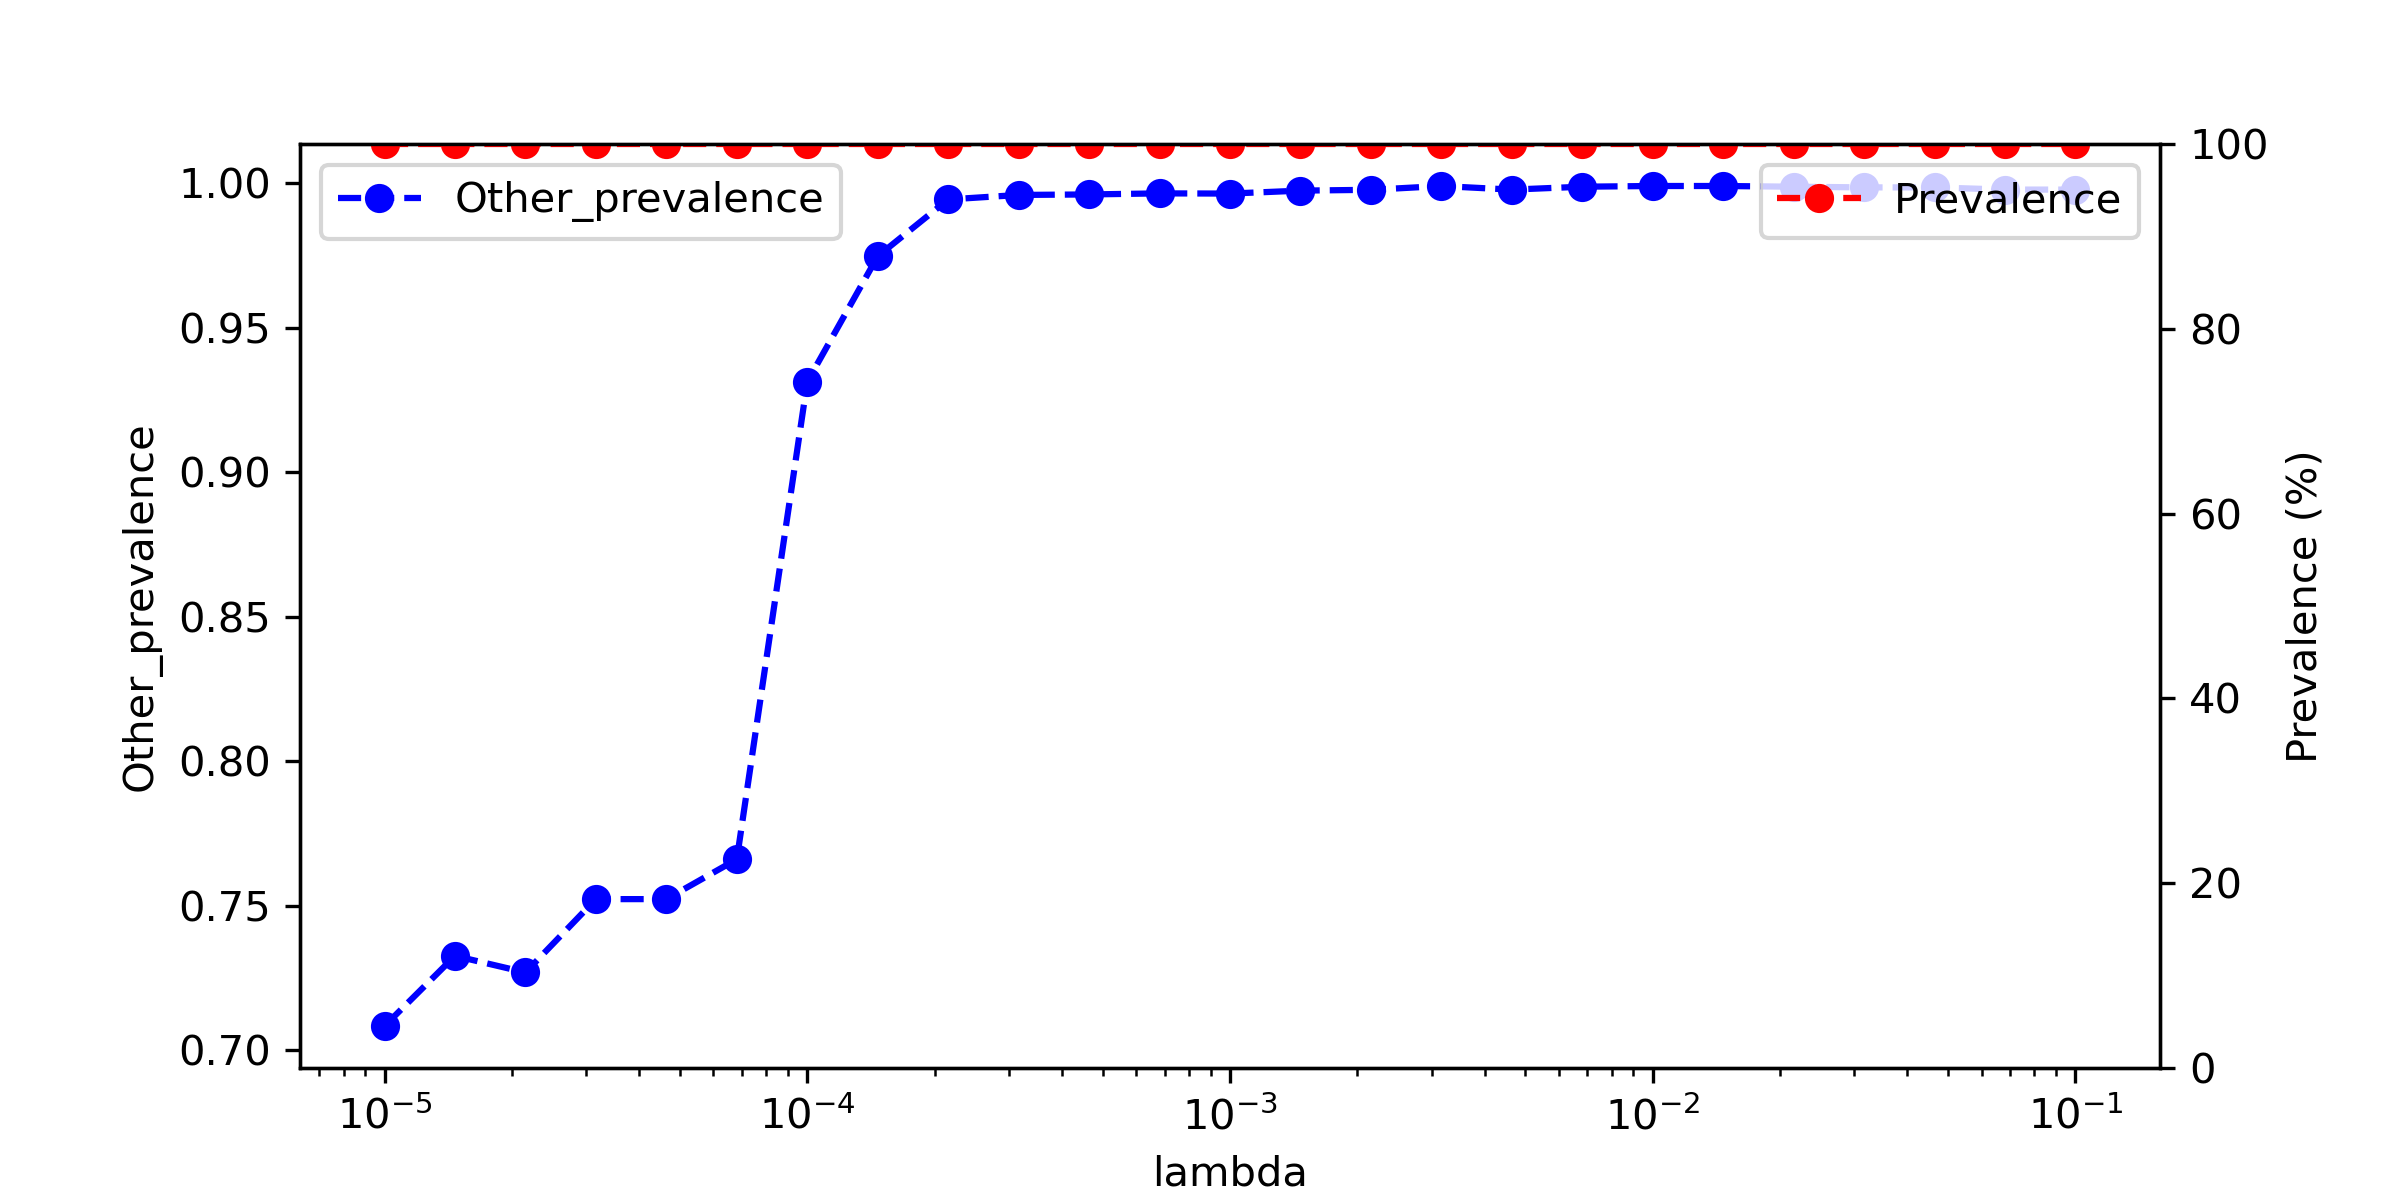 Other_prevalence
Prevalence
1.00
0.95
0.90
0.85
0.80
0.75
0.70
Other_prevalence
100
80
60
40
20
0
Prevalence (%)
10⁻⁵ 10⁻⁴ 10⁻³ 10⁻² 10⁻¹
lambda